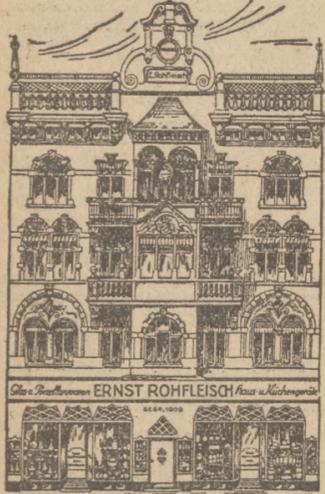 E. Rohfleisch
Glas u. Porzellanwaren ERNST ROHFLEISCH Haus- u. Küchengeräte
GEGR. 1909